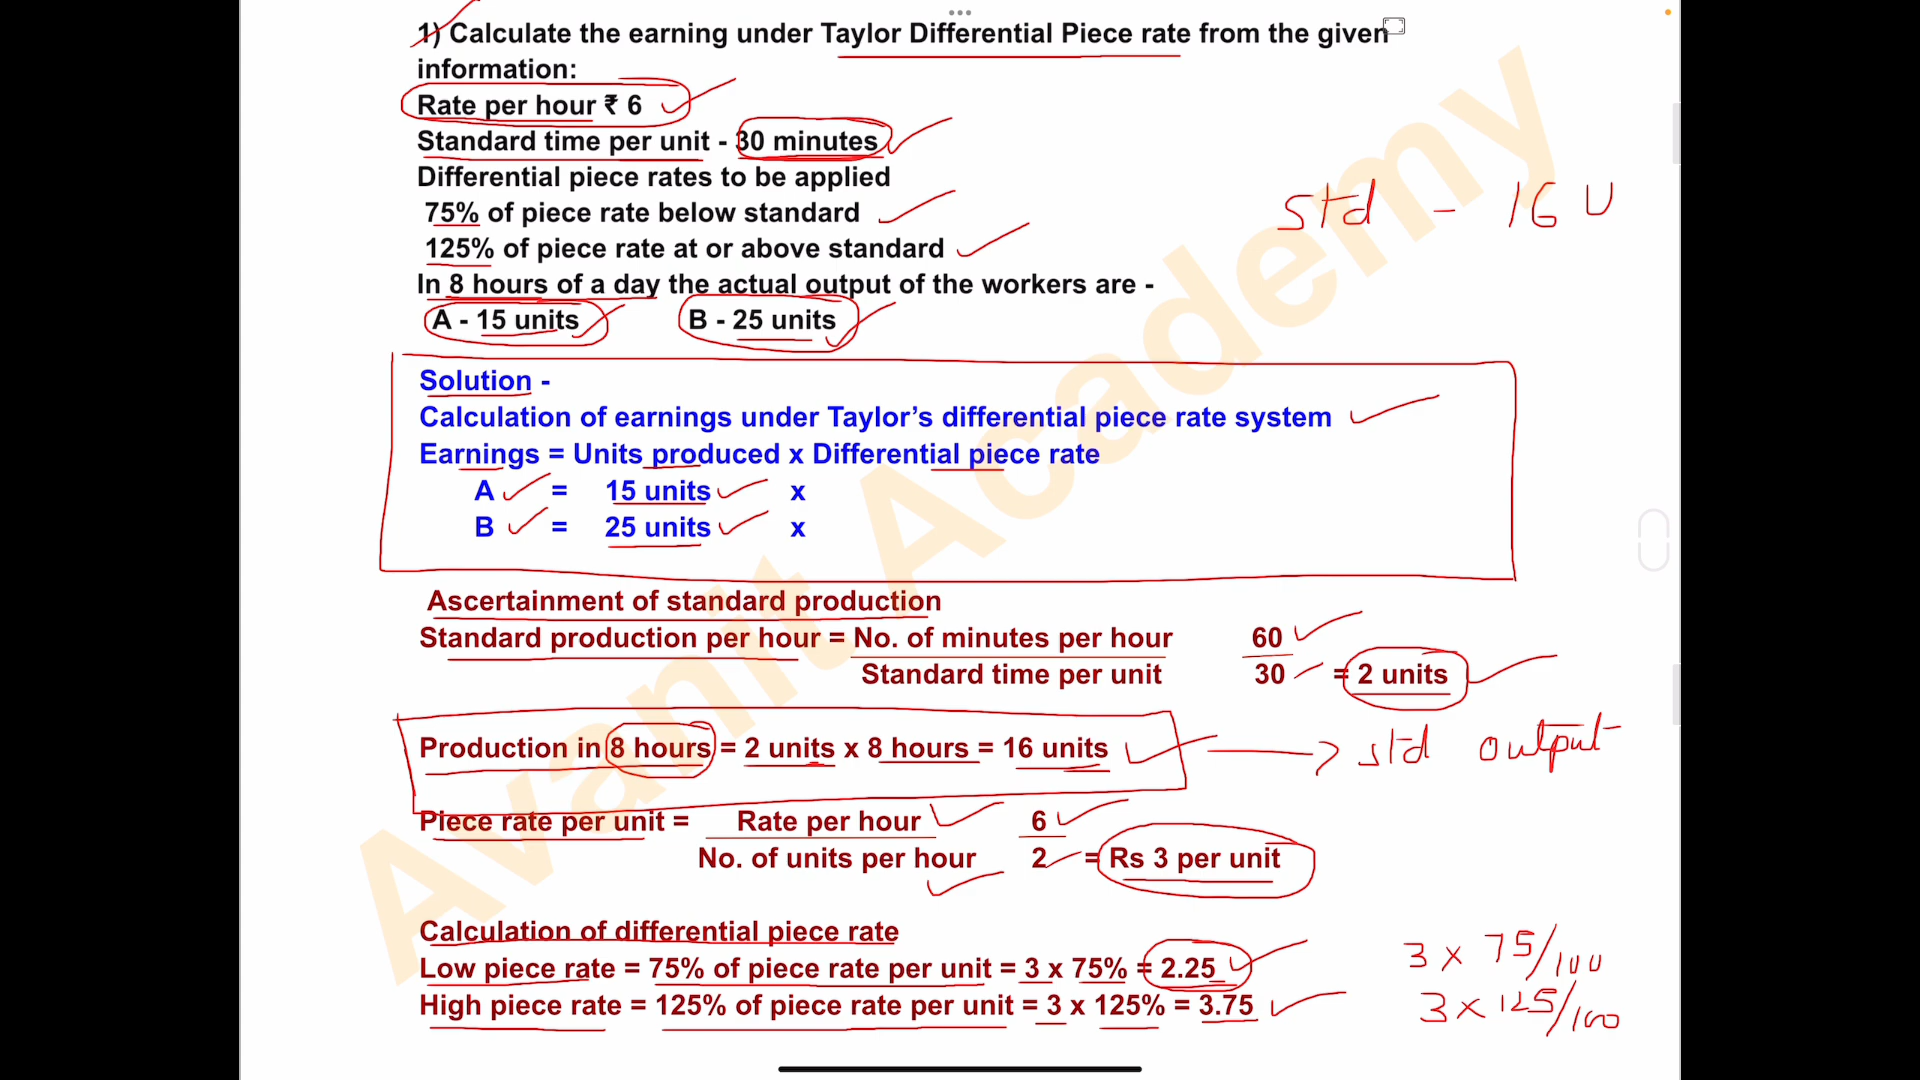 1) Calculate the earning under Taylor Differential Piece rate from the given
information:
Rate per hour ₹ 6
Standard time per unit - 30 minutes
Differential piece rates to be applied
75% of piece rate below standard
125% of piece rate at or above standard
In 8 hours of a day the actual output of the workers are -
A - 15 units B - 25 units
std - 16 U
Solution -
Calculation of earnings under Taylor’s differential piece rate system
Earnings = Units produced x Differential piece rate
A = 15 units x
B = 25 units x
Ascertainment of standard production
Standard production per hour = No. of minutes per hour 60
Standard time per unit 30 = 2 units
Production in 8 hours = 2 units x 8 hours = 16 units std output
Piece rate per unit = Rate per hour 6
No. of units per hour 2 = Rs 3 per unit
Calculation of differential piece rate
Low piece rate = 75% of piece rate per unit = 3 x 75% = 2.25 3 x 75/100
High piece rate = 125% of piece rate per unit = 3 x 125% = 3.75 3 x 125/100
Avanit Academy